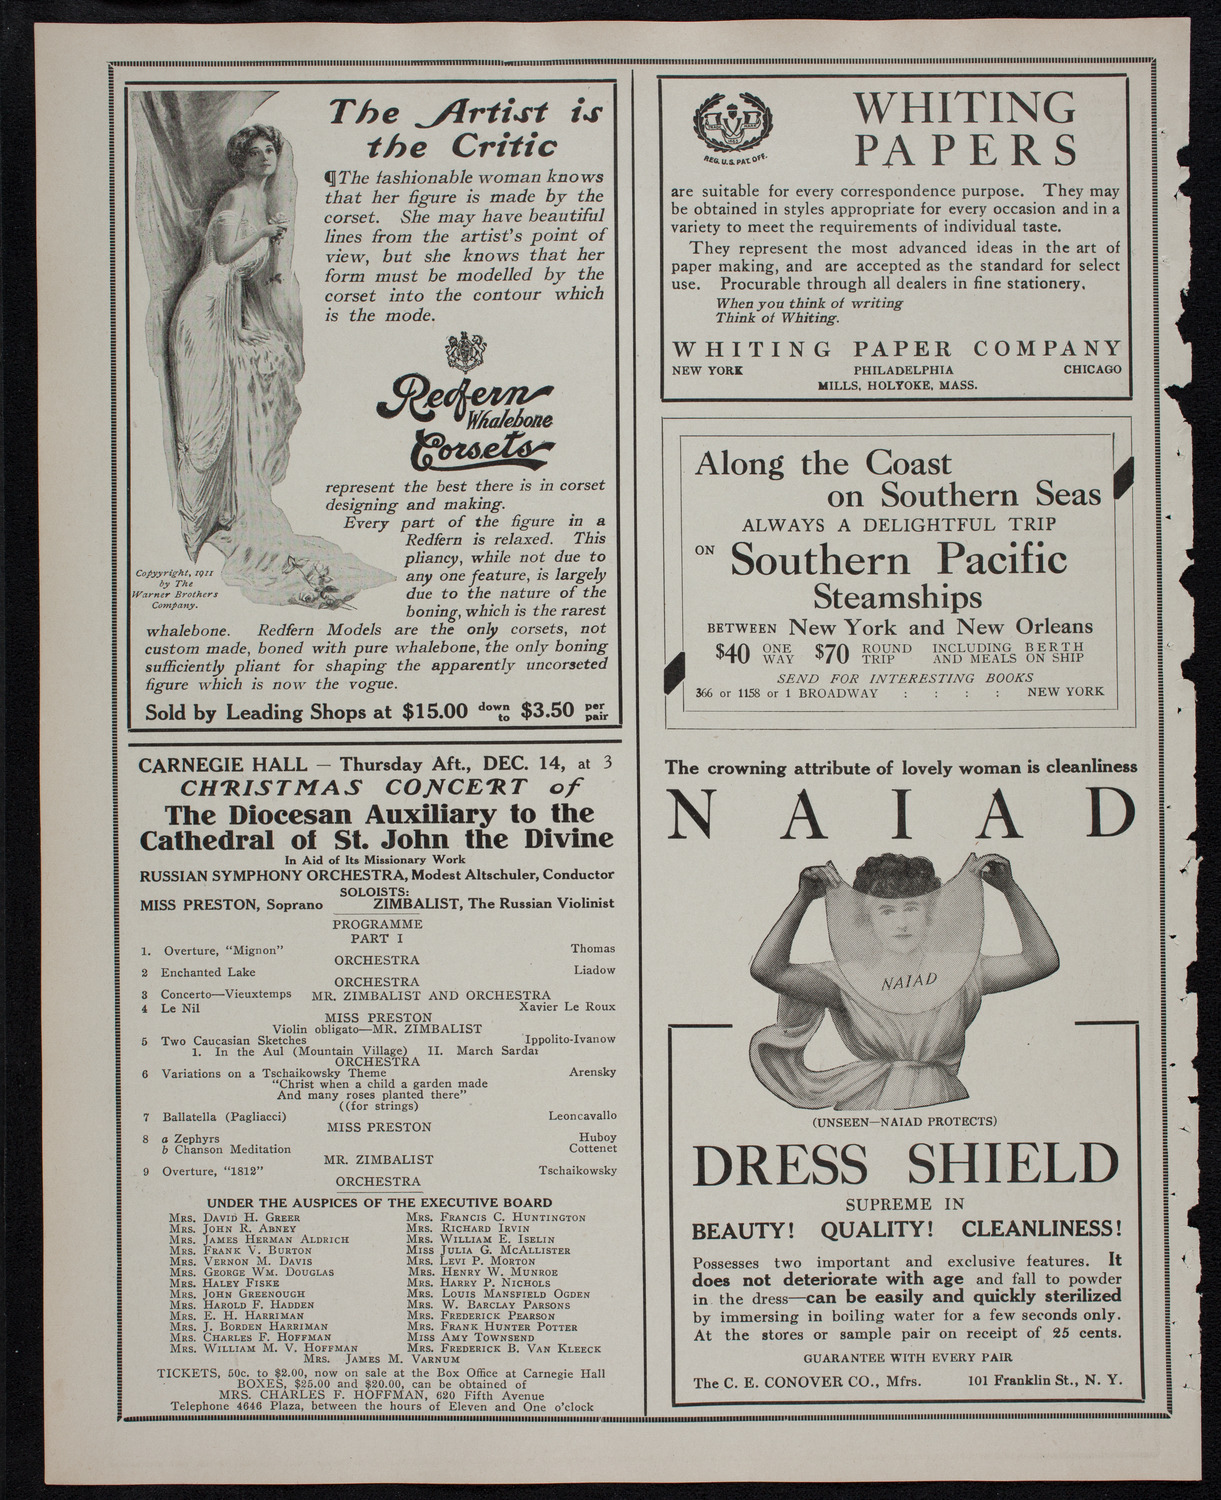 The Artist is
the Critic
¶ The fashionable woman knows
that her figure is made by the
corset. She may have beautiful
lines from the artist's point of
view, but she knows that her
form must be modelled by the
corset into the contour which
is the mode.
Redfern
Whalebone
Corsets
represent the best there is in corset
designing and making.
Every part of the figure in a
Redfern is relaxed. This
pliancy, while not due to
any one feature, is largely
due to the nature of the
boning, which is the rarest
Copyyright, 1911
by The
Warner Brothers
Company.
whalebone. Redfern Models are the only corsets, not
custom made, boned with pure whalebone, the only boning
sufficiently pliant for shaping the apparently uncorseted
figure which is now the vogue.
Sold by Leading Shops at $15.00 down to $3.50 per pair
CARNEGIE HALL — Thursday Aft., DEC. 14, at 3
CHRISTMAS CONCERT of
The Diocesan Auxiliary to the
Cathedral of St. John the Divine
In Aid of Its Missionary Work
RUSSIAN SYMPHONY ORCHESTRA, Modest Altschuler, Conductor
SOLOISTS:
MISS PRESTON, Soprano ZIMBALIST, The Russian Violinist
PROGRAMME
PART I
1. Overture, "Mignon" Thomas
ORCHESTRA
2 Enchanted Lake Liadow
ORCHESTRA
3 Concerto—Vieuxtemps MR. ZIMBALIST AND ORCHESTRA
4 Le Nil Xavier Le Roux
MISS PRESTON
Violin obligato—MR. ZIMBALIST
5 Two Caucasian Sketches Ippolito-Ivanow
1. In the Aul (Mountain Village) II. March Sardar
ORCHESTRA
6 Variations on a Tschaikowsky Theme Arensky
"Christ when a child a garden made
And many roses planted there"
((for strings)
7 Ballatella (Pagliacci) Leoncavallo
MISS PRESTON
8 a Zephyrs Huboy
b Chanson Meditation Cottenet
MR. ZIMBALIST
9 Overture, "1812" Tschaikowsky
ORCHESTRA
UNDER THE AUSPICES OF THE EXECUTIVE BOARD
MRS. DAVID H. GREER MRS. FRANCIS C. HUNTINGTON
MRS. JOHN R. ABNEY MRS. RICHARD IRVIN
MRS. JAMES HERMAN ALDRICH MRS. WILLIAM E. ISELIN
MRS. FRANK V. BURTON MISS JULIA G. MCALLISTER
MRS. VERNON M. DAVIS MRS. LEVI P. MORTON
MRS. GEORGE WM. DOUGLAS MRS. HENRY W. MUNROE
MRS. HALEY FISKE MRS. HARRY P. NICHOLS
MRS. JOHN GREENOUGH MRS. LOUIS MANSFIELD OGDEN
MRS. HAROLD F. HADDEN MRS. W. BARCLAY PARSONS
MRS. E. H. HARRIMAN MRS. FREDERICK PEARSON
MRS. J. BORDEN HARRIMAN MRS. FRANK HUNTER POTTER
MRS. CHARLES F. HOFFMAN MISS AMY TOWNSEND
MRS. WILLIAM M. V. HOFFMAN MRS. FREDERICK B. VAN KLEECK
MRS. JAMES M. VARNUM
TICKETS, 50c. to $2.00, now on sale at the Box Office at Carnegie Hall
BOXES, $25.00 and $20.00, can be obtained of
MRS. CHARLES F. HOFFMAN, 620 Fifth Avenue
Telephone 4646 Plaza, between the hours of Eleven and One o'clock
REG. U.S. PAT. OFF.
WHITING
PAPERS
are suitable for every correspondence purpose. They may
be obtained in styles appropriate for every occasion and in a
variety to meet the requirements of individual taste.
They represent the most advanced ideas in the art of
paper making, and are accepted as the standard for select
use. Procurable through all dealers in fine stationery.
When you think of writing
Think of Whiting.
WHITING PAPER COMPANY
NEW YORK PHILADELPHIA CHICAGO
MILLS, HOLYOKE, MASS.
Along the Coast
on Southern Seas
ALWAYS A DELIGHTFUL TRIP
ON Southern Pacific
Steamships
BETWEEN New York and New Orleans
$40 ONE WAY $70 ROUND TRIP INCLUDING BERTH AND MEALS ON SHIP
SEND FOR INTERESTING BOOKS
366 or 1158 or 1 BROADWAY : : : : NEW YORK
The crowning attribute of lovely woman is cleanliness
NAIAD
NAIAD
(UNSEEN—NAIAD PROTECTS)
DRESS SHIELD
SUPREME IN
BEAUTY! QUALITY! CLEANLINESS!
Possesses two important and exclusive features. It
does not deteriorate with age and fall to powder
in the dress—can be easily and quickly sterilized
by immersing in boiling water for a few seconds only.
At the stores or sample pair on receipt of 25 cents.
GUARANTEE WITH EVERY PAIR
The C. E. CONOVER CO., Mfrs. 101 Franklin St., N. Y.